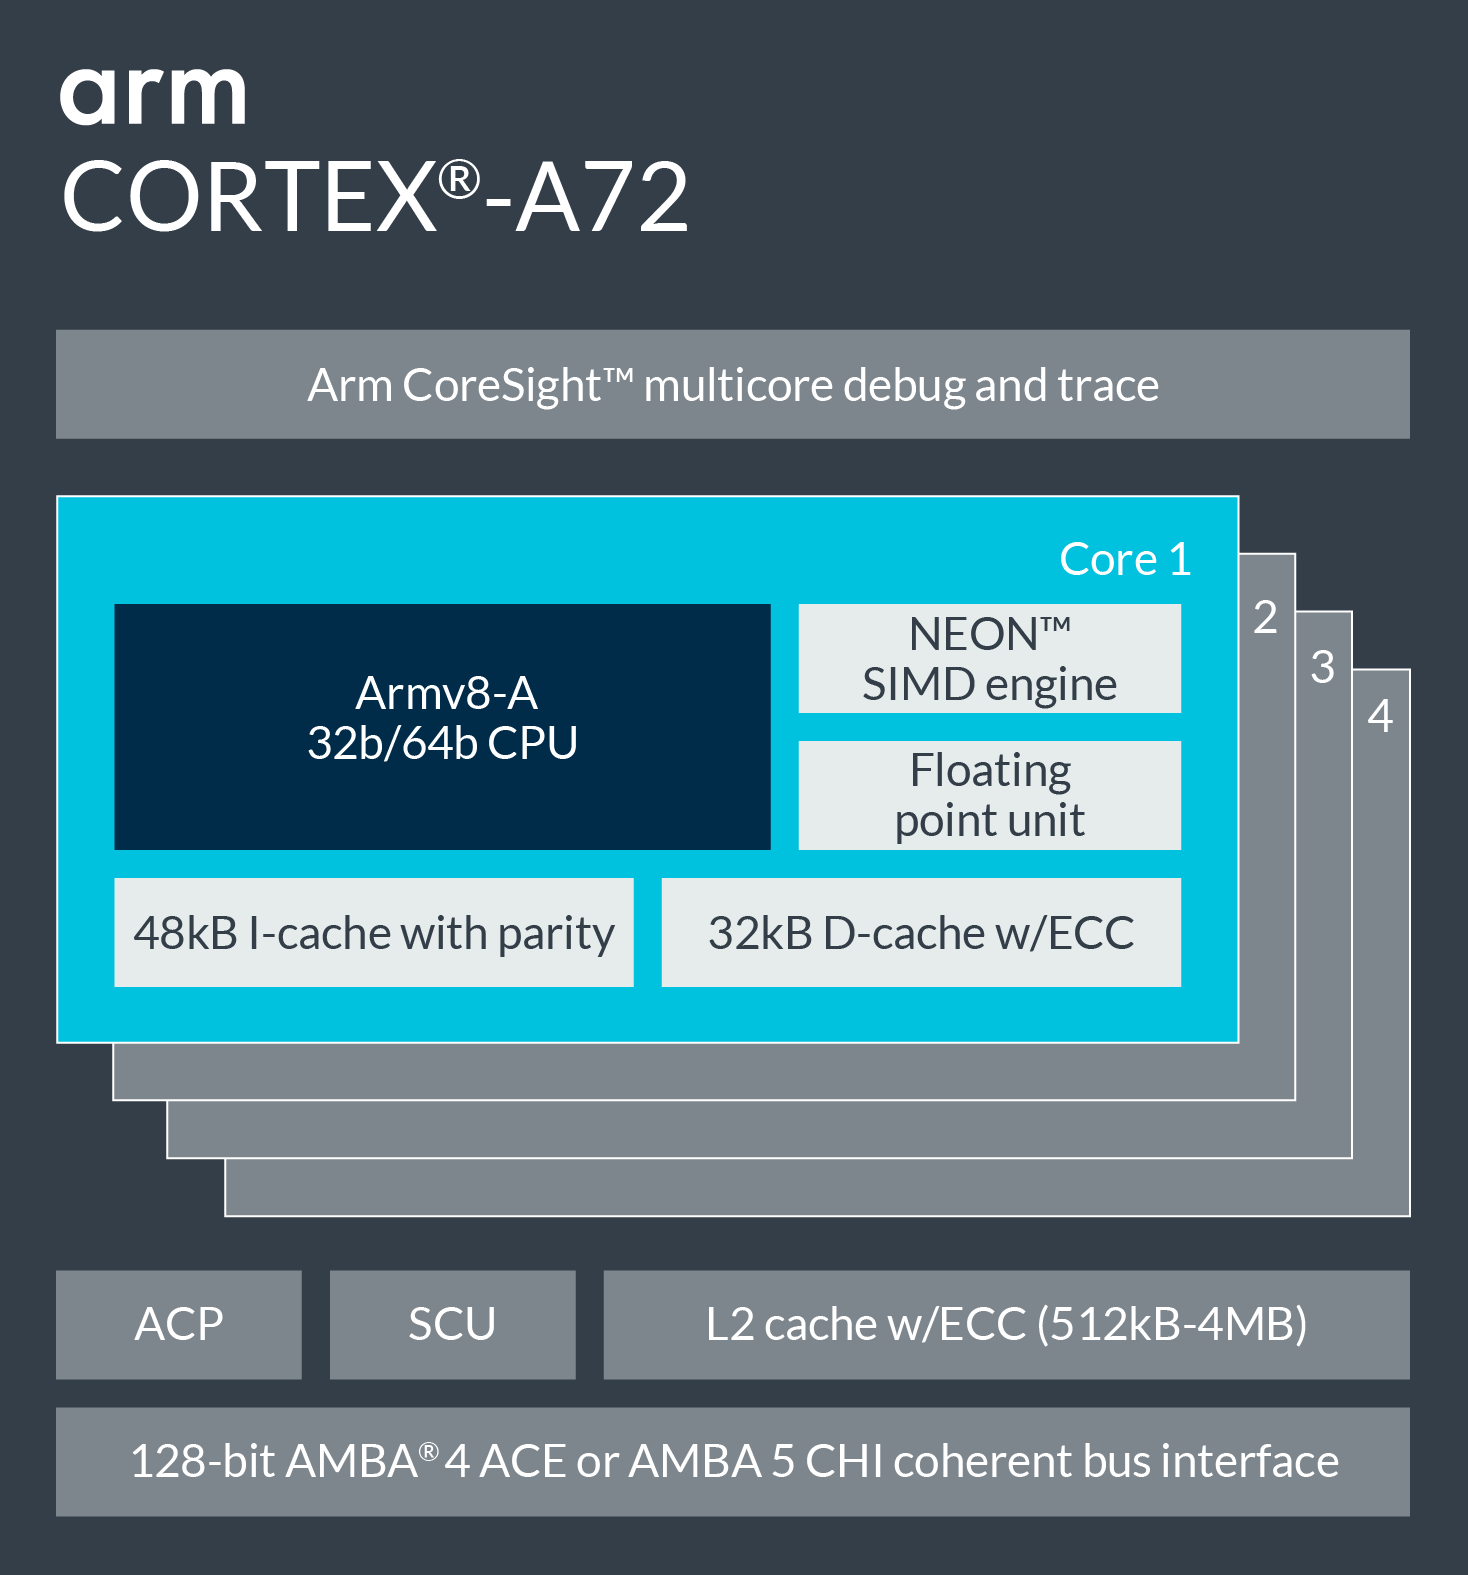 arm
CORTEX®-A72
Arm CoreSight™ multicore debug and trace
Core 1
2
3
4
Armv8-A
32b/64b CPU
NEON™
SIMD engine
Floating
point unit
48kB I-cache with parity
32kB D-cache w/ECC
ACP
SCU
L2 cache w/ECC (512kB-4MB)
128-bit AMBA®4 ACE or AMBA 5 CHI coherent bus interface